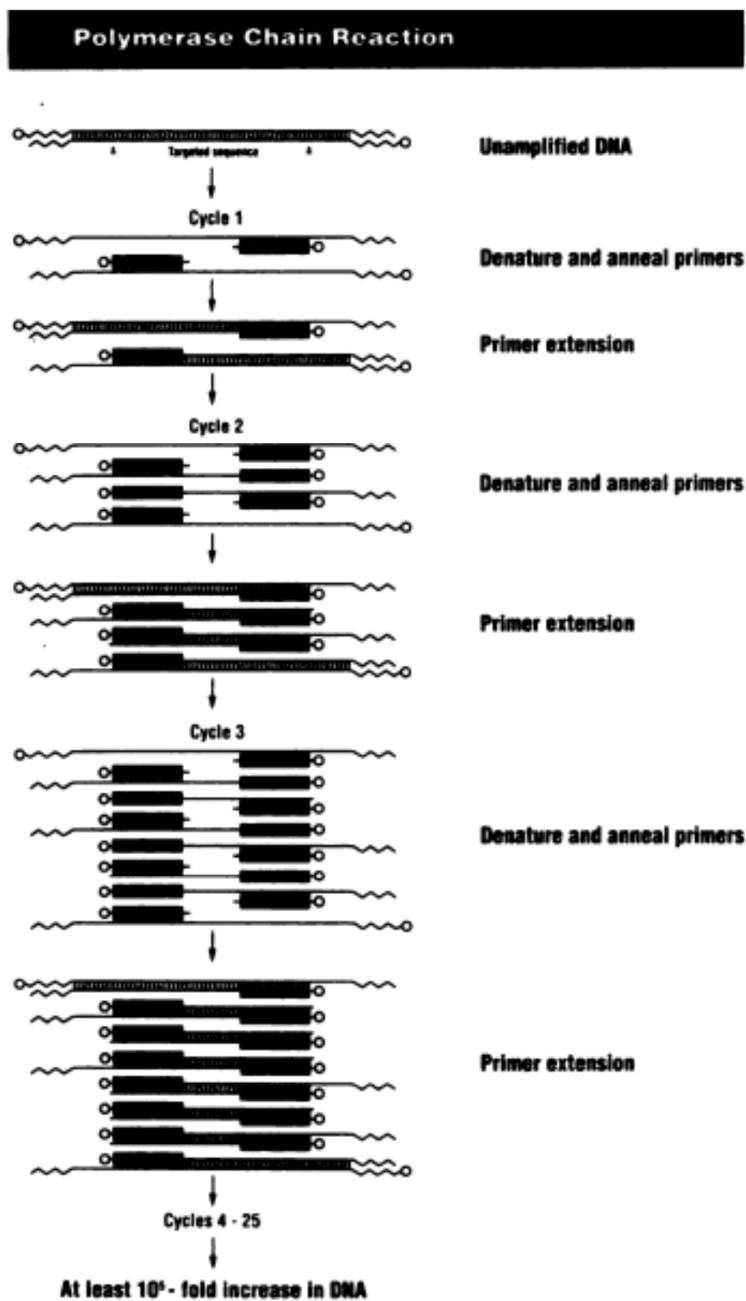 Polymerase Chain Reaction
Unamplified DNA
Targeted sequence
Cycle 1
Denature and anneal primers
Primer extension
Cycle 2
Denature and anneal primers
Primer extension
Cycle 3
Denature and anneal primers
Primer extension
Cycles 4 - 25
At least 10⁵ - fold increase in DNA